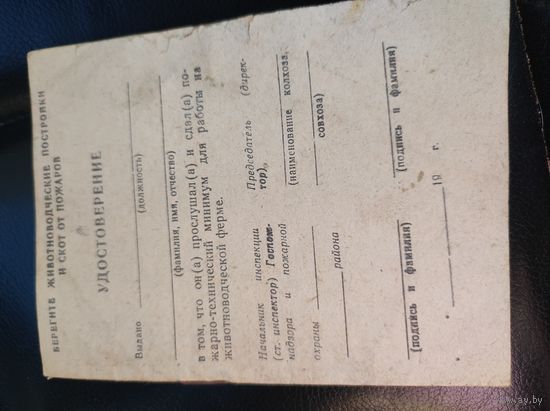 БЕРЕГИТЕ ЖИВОТНОВОДЧЕСКИЕ ПОСТРОЙКИ
И СКОТ ОТ ПОЖАРОВ
УДОСТОВЕРЕНИЕ
Выдано
(должность)
(фамилия, имя, отчество)
в том, что он(а) прослушал(а) и сдал(а) по-
жарно-технический минимум для работы на
животноводческой ферме.
Начальник инспекции
(ст. инспектор) Госпож-
надзора и пожарной
охраны
района
(подпись и фамилия)
Председатель (дирек-
тор),
(наименование колхоза,
совхоза)
(подпись и фамилия)
19 г.